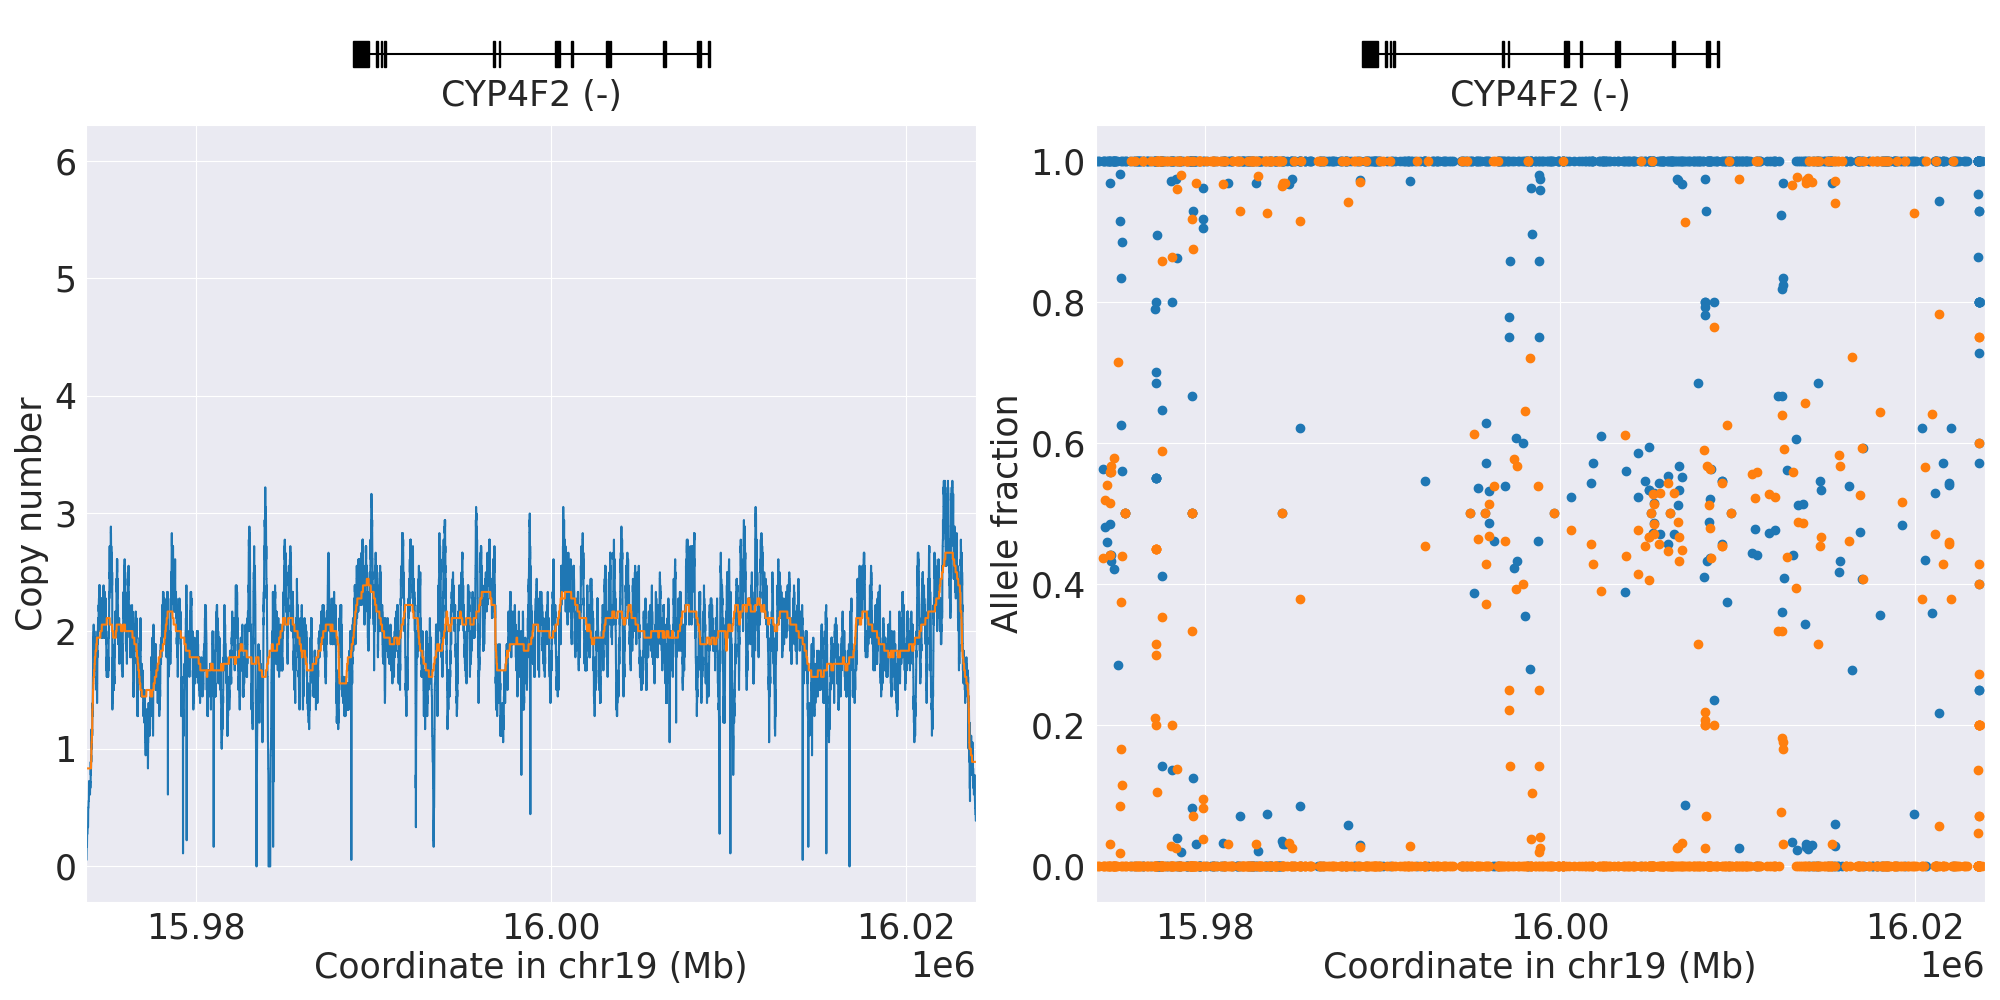 CYP4F2 (-)
6
5
4
3
2
1
0
Copy number
15.98
16.00
16.02
Coordinate in chr19 (Mb)
1e6
CYP4F2 (-)
1.0
0.8
0.6
0.4
0.2
0.0
Allele fraction
15.98
16.00
16.02
Coordinate in chr19 (Mb)
1e6